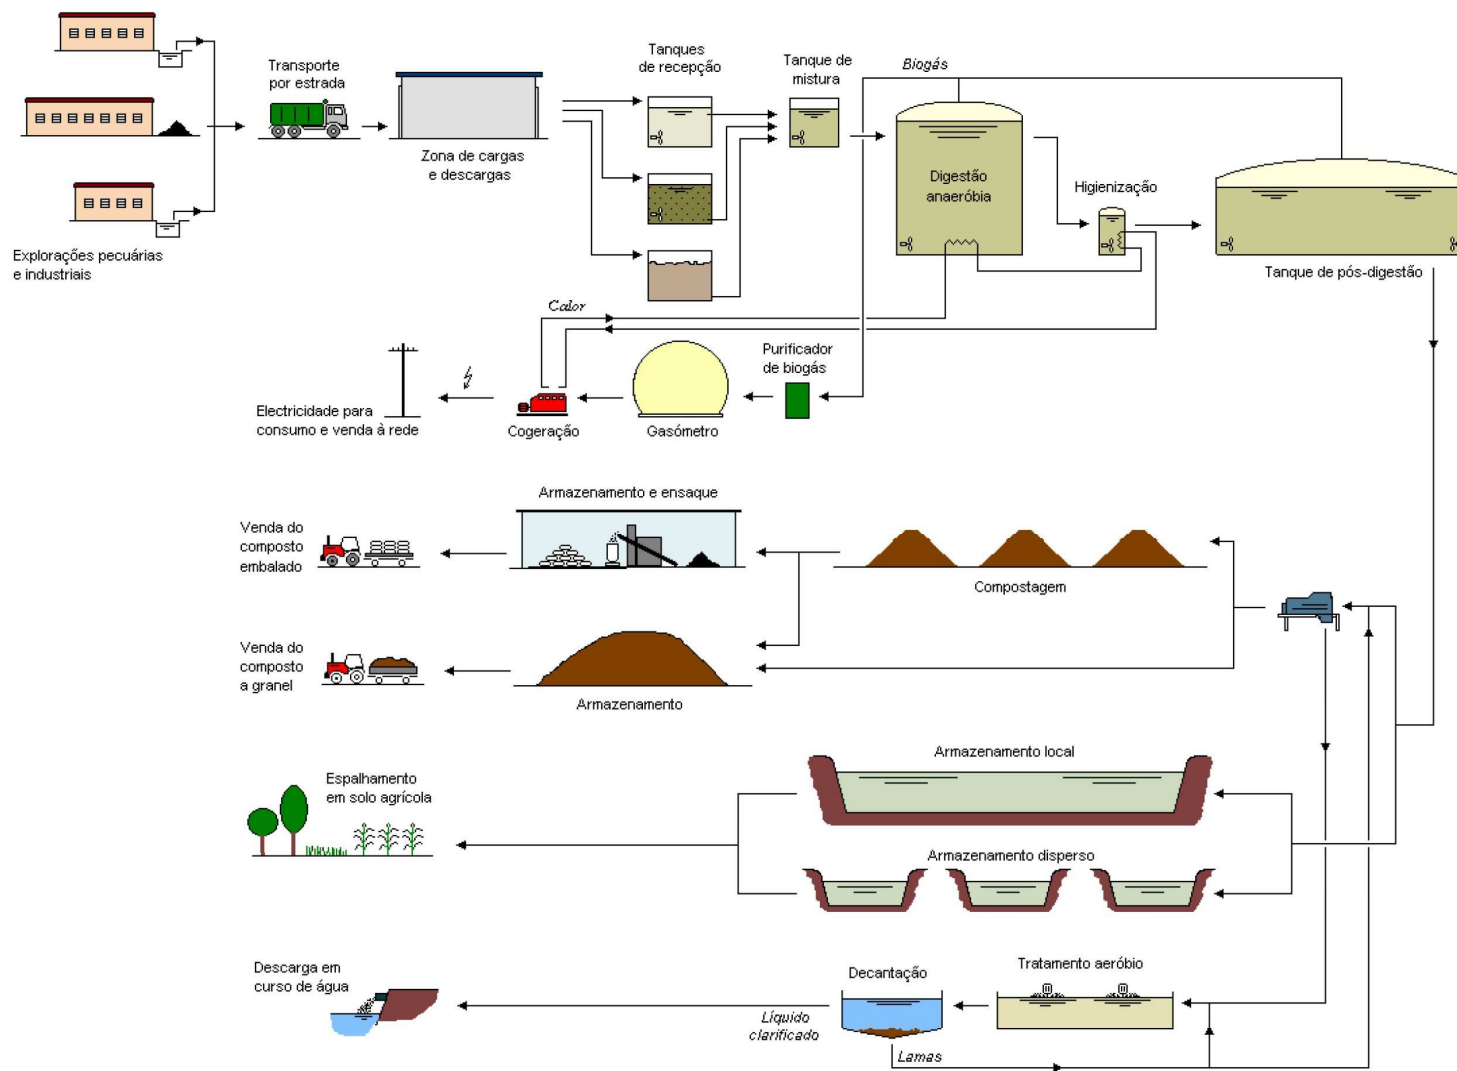 Tanques
de recepção
Tanque de
mistura
Biogás
Transporte
por estrada
Zona de cargas
e descargas
Digestão
anaeróbia
Higienização
Explorações pecuárias
e industriais
Tanque de pós-digestão
Calor
Purificador
de biogás
Electricidade para
consumo e venda à rede
Cogeração
Gasómetro
Armazenamento e ensaque
Venda do
composto
embalado
Compostagem
Venda do
composto
a granel
Armazenamento
Armazenamento local
Espalhamento
em solo agrícola
Armazenamento disperso
Descarga em
curso de água
Decantação
Tratamento aeróbio
Líquido
clarificado
Lamas